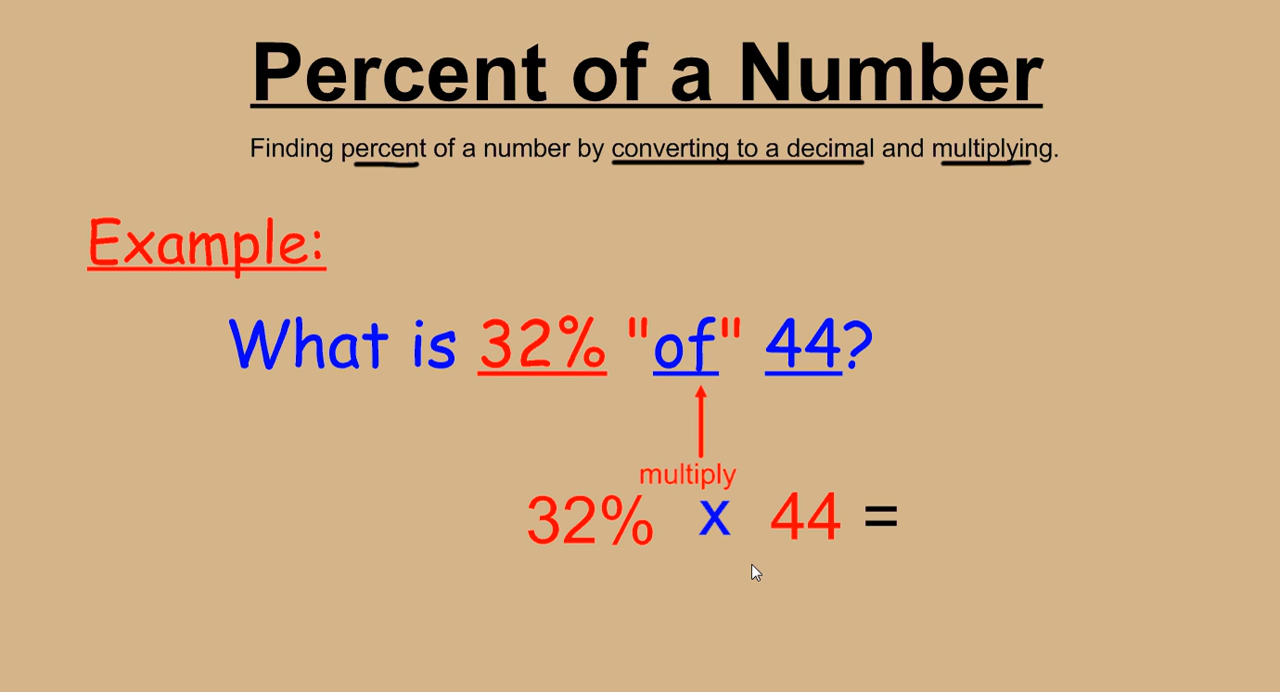 Percent of a Number
Finding percent of a number by converting to a decimal and multiplying.
Example:
What is 32% "of" 44?
multiply
32% x 44 =